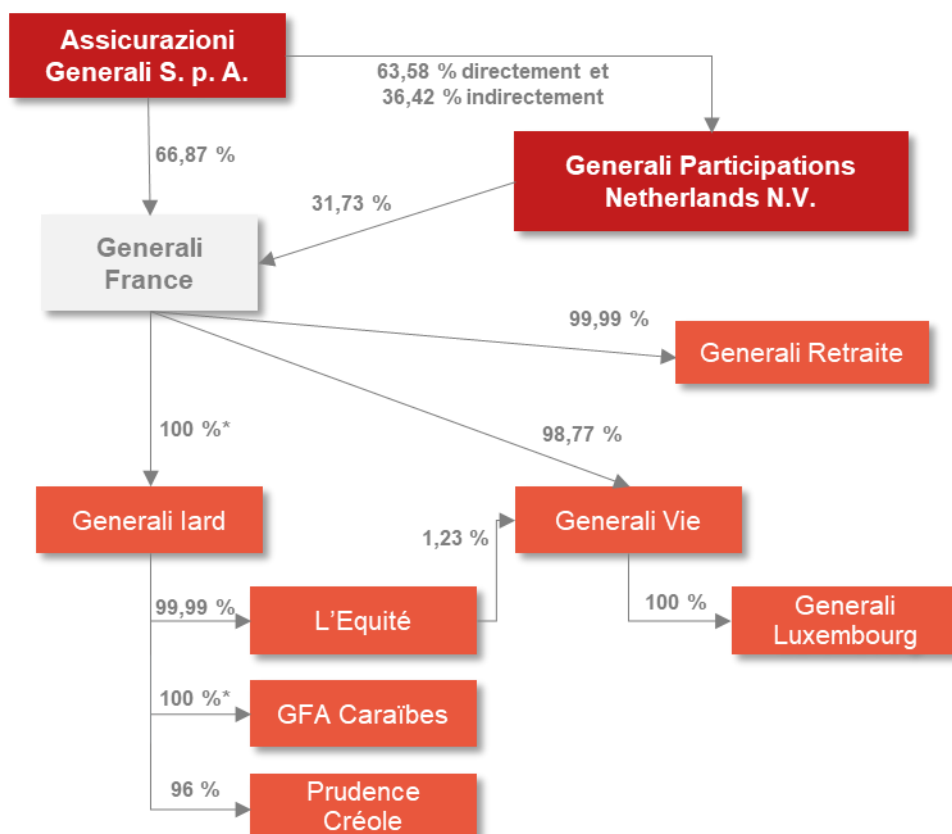 Assicurazioni
Generali S. p. A.
63,58 % directement et
36,42 % indirectement
66,87 %
Generali Participations
Netherlands N.V.
31,73 %
Generali
France
99,99 %
Generali Retraite
100 %*
98,77 %
Generali Iard
Generali Vie
1,23 %
99,99 %
L'Equité
100 %
Generali
Luxembourg
100 %*
GFA Caraïbes
96 %
Prudence
Créole